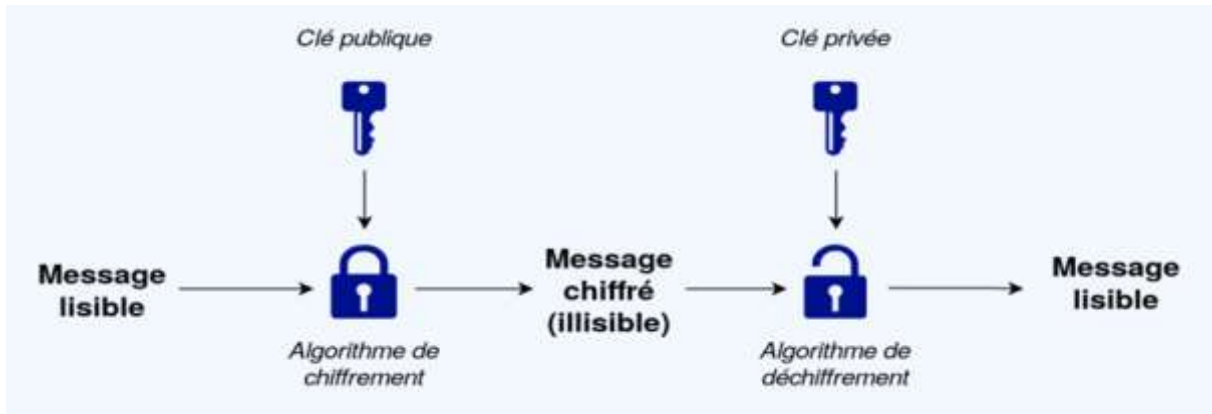 Clé publique
Clé privée
Message
lisible
Algorithme de
chiffrement
Message
chiffré
(illisible)
Algorithme de
déchiffrement
Message
lisible